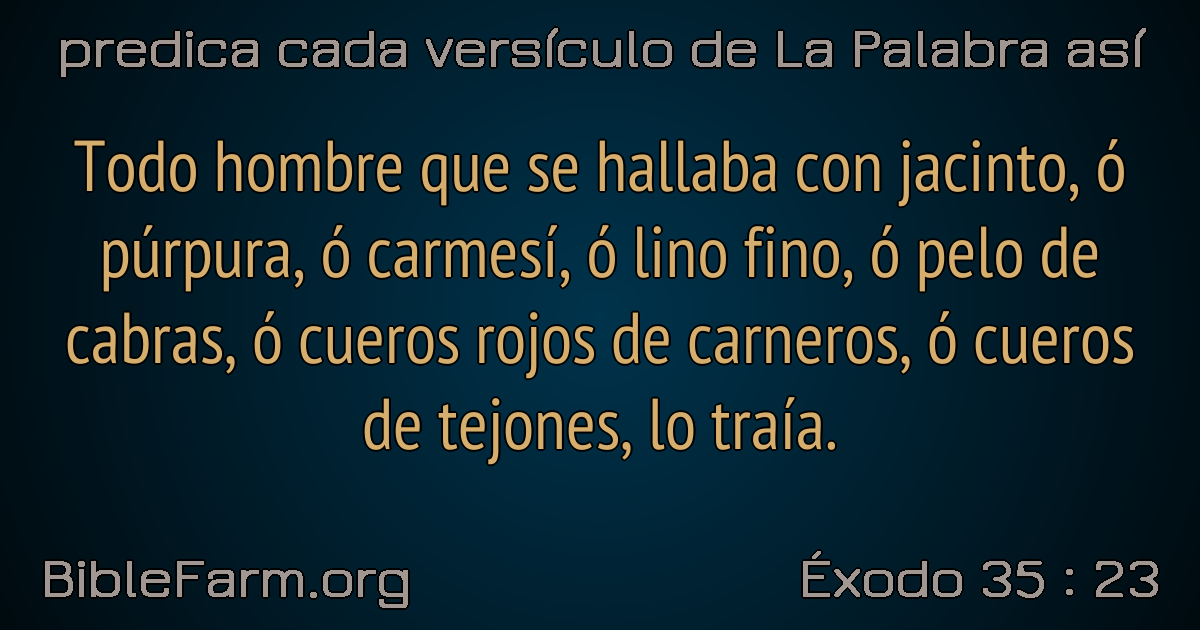 predica cada versículo de La Palabra así
Todo hombre que se hallaba con jacinto, ó
púrpura, ó carmesí, ó lino fino, ó pelo de
cabras, ó cueros rojos de carneros, ó cueros
de tejones, lo traía.
BibleFarm.org
Éxodo 35 : 23